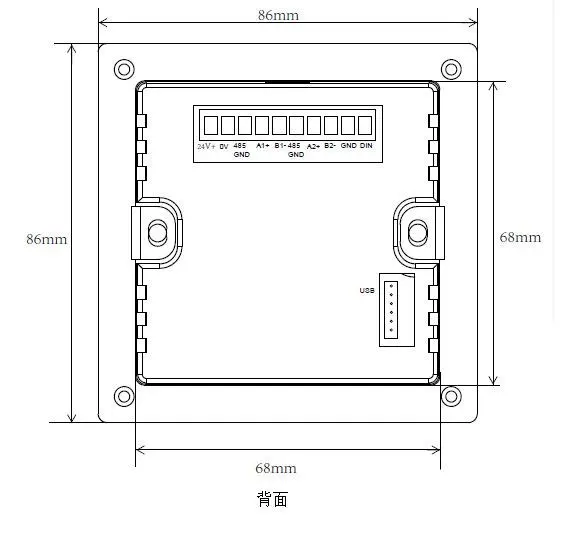 86mm
24V+ 0V 485 GND A1+ B1- 485 GND A2+ B2- GND DIN
86mm
68mm
USB
68mm
背面